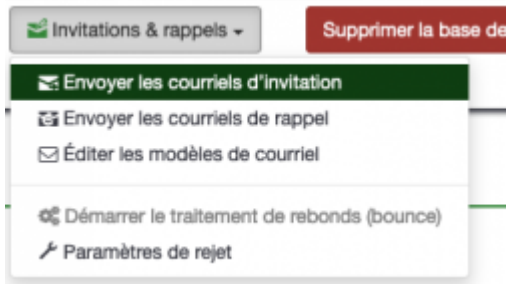 Invitations & rappels
Supprimer la base de
Envoyer les courriels d'invitation
Envoyer les courriels de rappel
Éditer les modèles de courriel
Démarrer le traitement de rebonds (bounce)
Paramètres de rejet